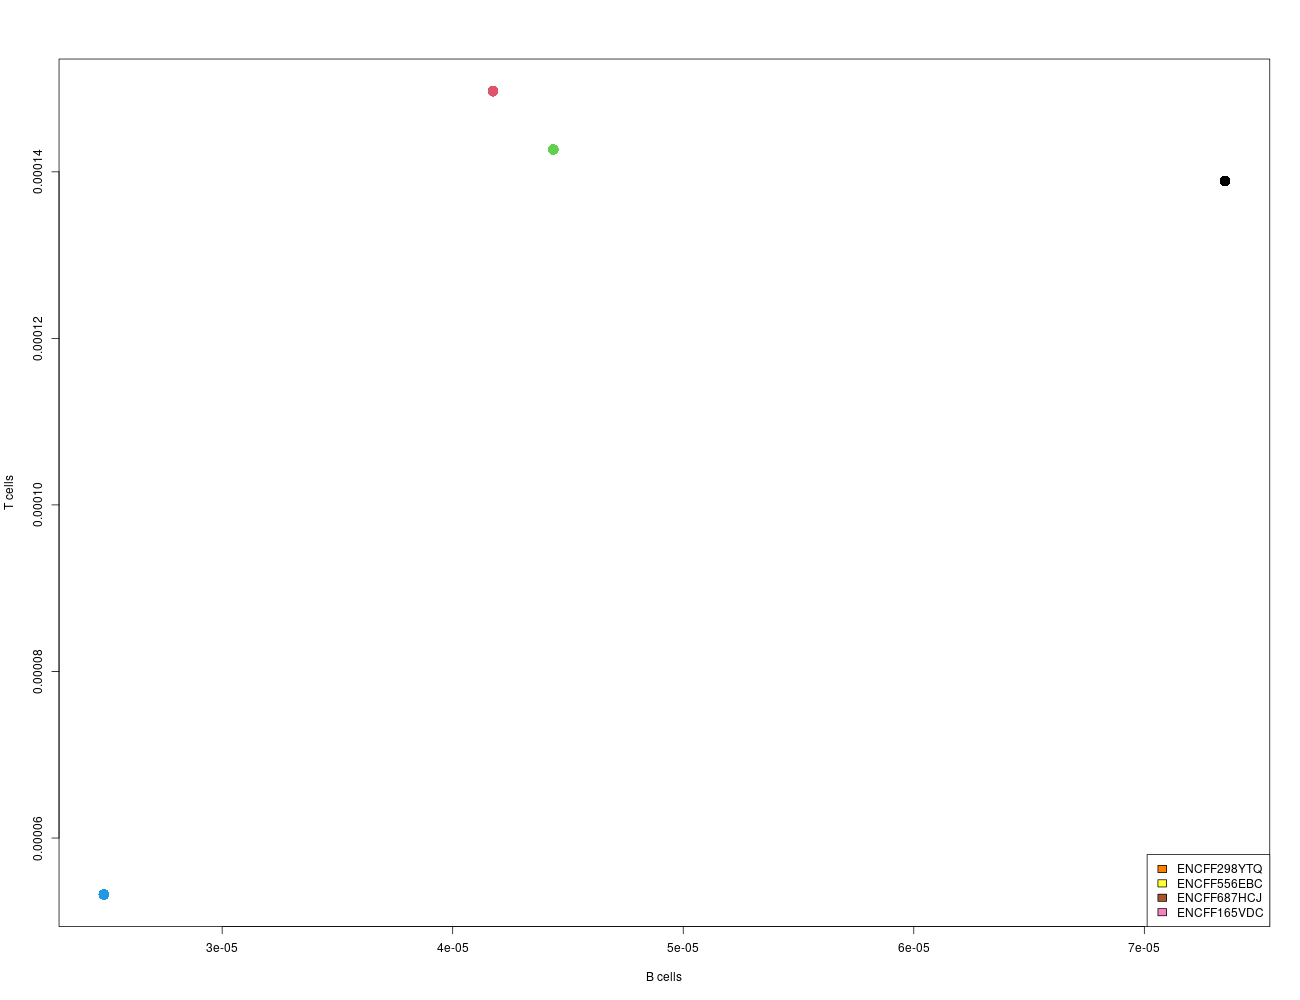 0.00014
0.00012
0.00010
0.00008
0.00006
T cells
3e-05 4e-05 5e-05 6e-05 7e-05
B cells
ENCFF298YTQ
ENCFF556EBC
ENCFF687HCJ
ENCFF165VDC